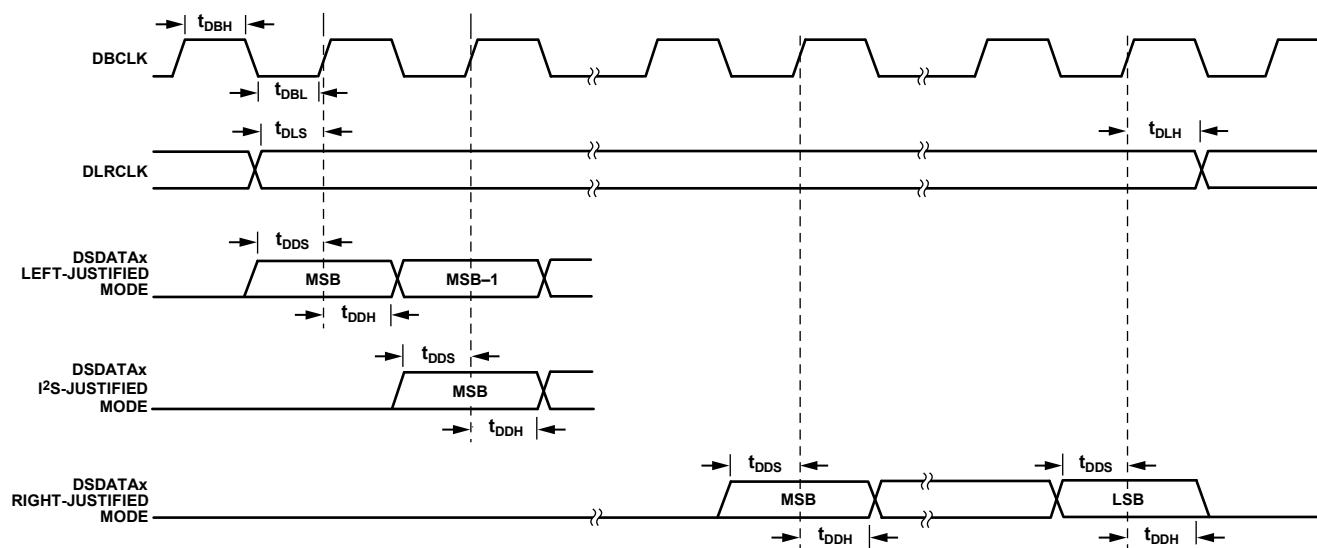 tDBH
DBCLK
tDBL
tDLS
tDLH
DLRCLK
tDDS
DSDATAx
LEFT-JUSTIFIED
MODE
MSB
MSB–1
tDDH
tDDS
DSDATAx
I²S-JUSTIFIED
MODE
MSB
tDDH
tDDS
tDDS
DSDATAx
RIGHT-JUSTIFIED
MODE
MSB
LSB
tDDH
tDDH